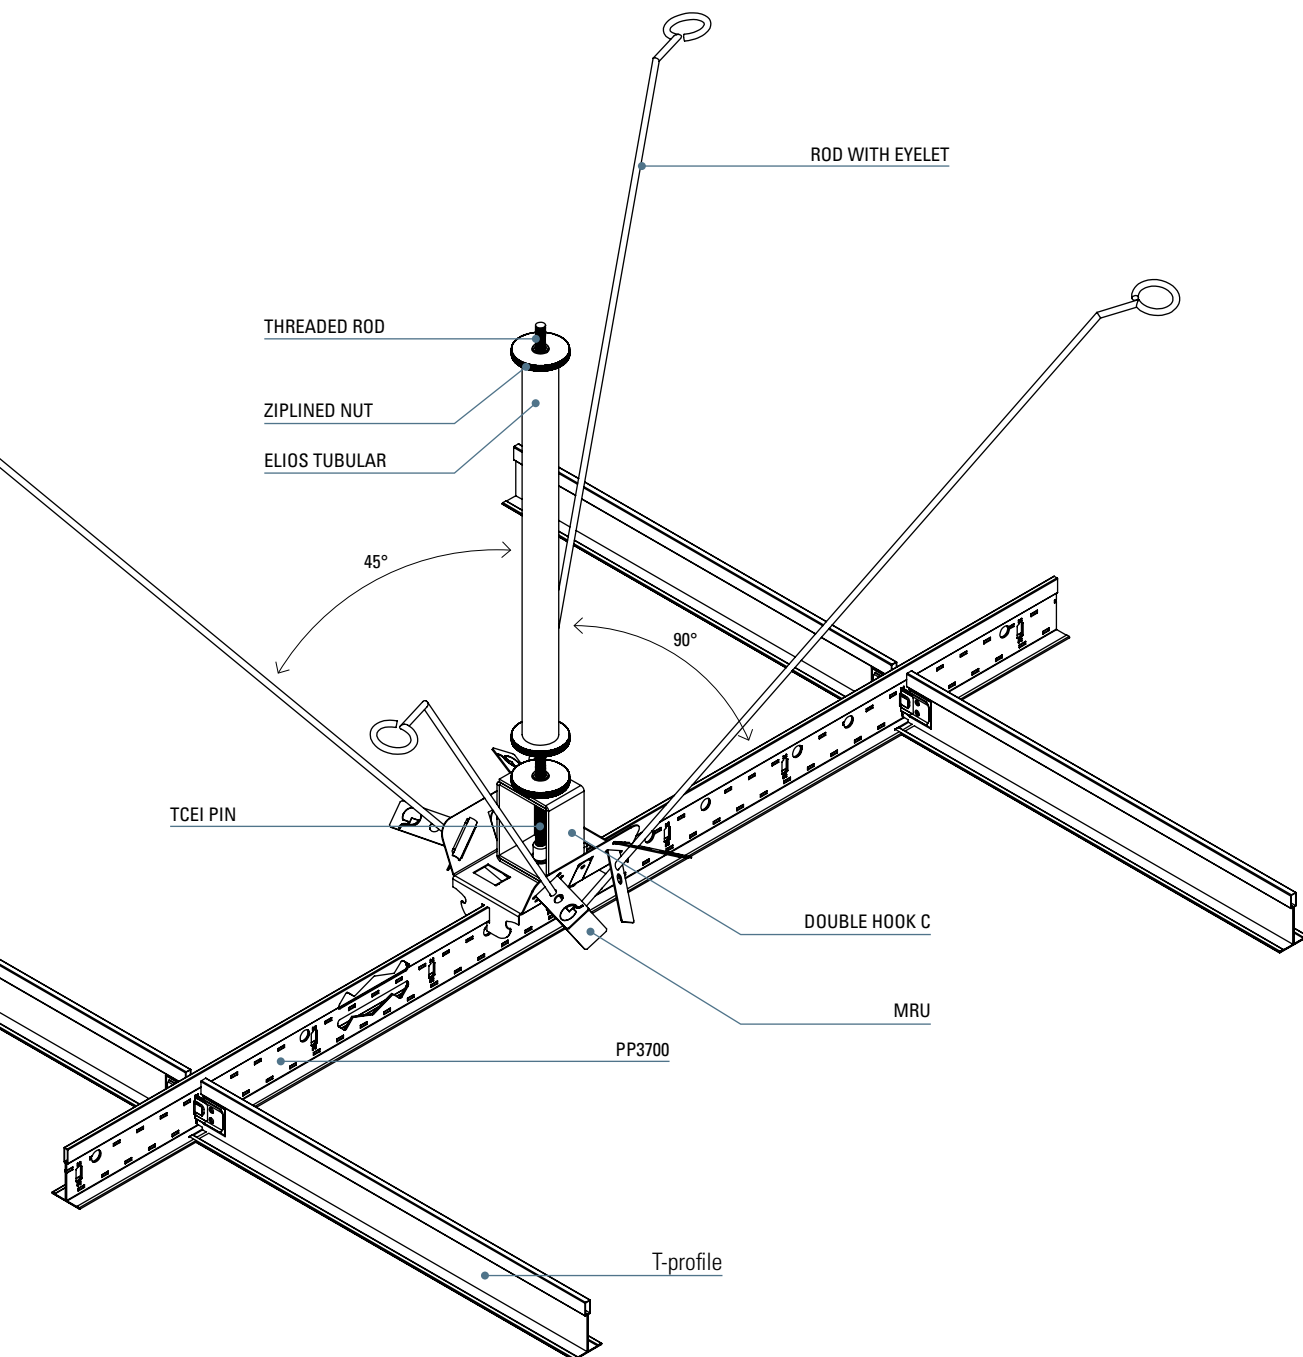 ROD WITH EYELET
THREADED ROD
ZIPLINED NUT
ELIOS TUBULAR
45°
90°
TCEI PIN
DOUBLE HOOK C
MRU
PP3700
T-profile